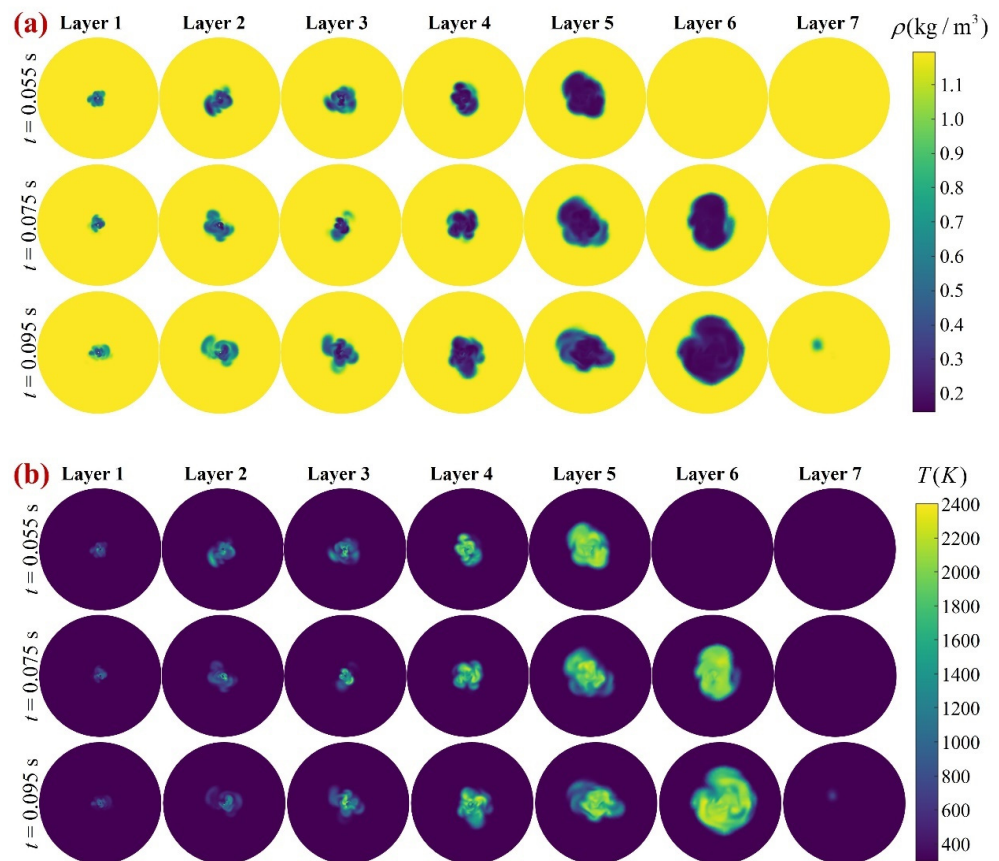 (a) Layer 1 Layer 2 Layer 3 Layer 4 Layer 5 Layer 6 Layer 7 ρ(kg / m³)
t = 0.055 s
t = 0.075 s
t = 0.095 s
1.1
1.0
0.9
0.8
0.7
0.6
0.5
0.4
0.3
0.2
(b) Layer 1 Layer 2 Layer 3 Layer 4 Layer 5 Layer 6 Layer 7 T(K)
t = 0.055 s
t = 0.075 s
t = 0.095 s
2400
2200
2000
1800
1600
1400
1200
1000
800
600
400